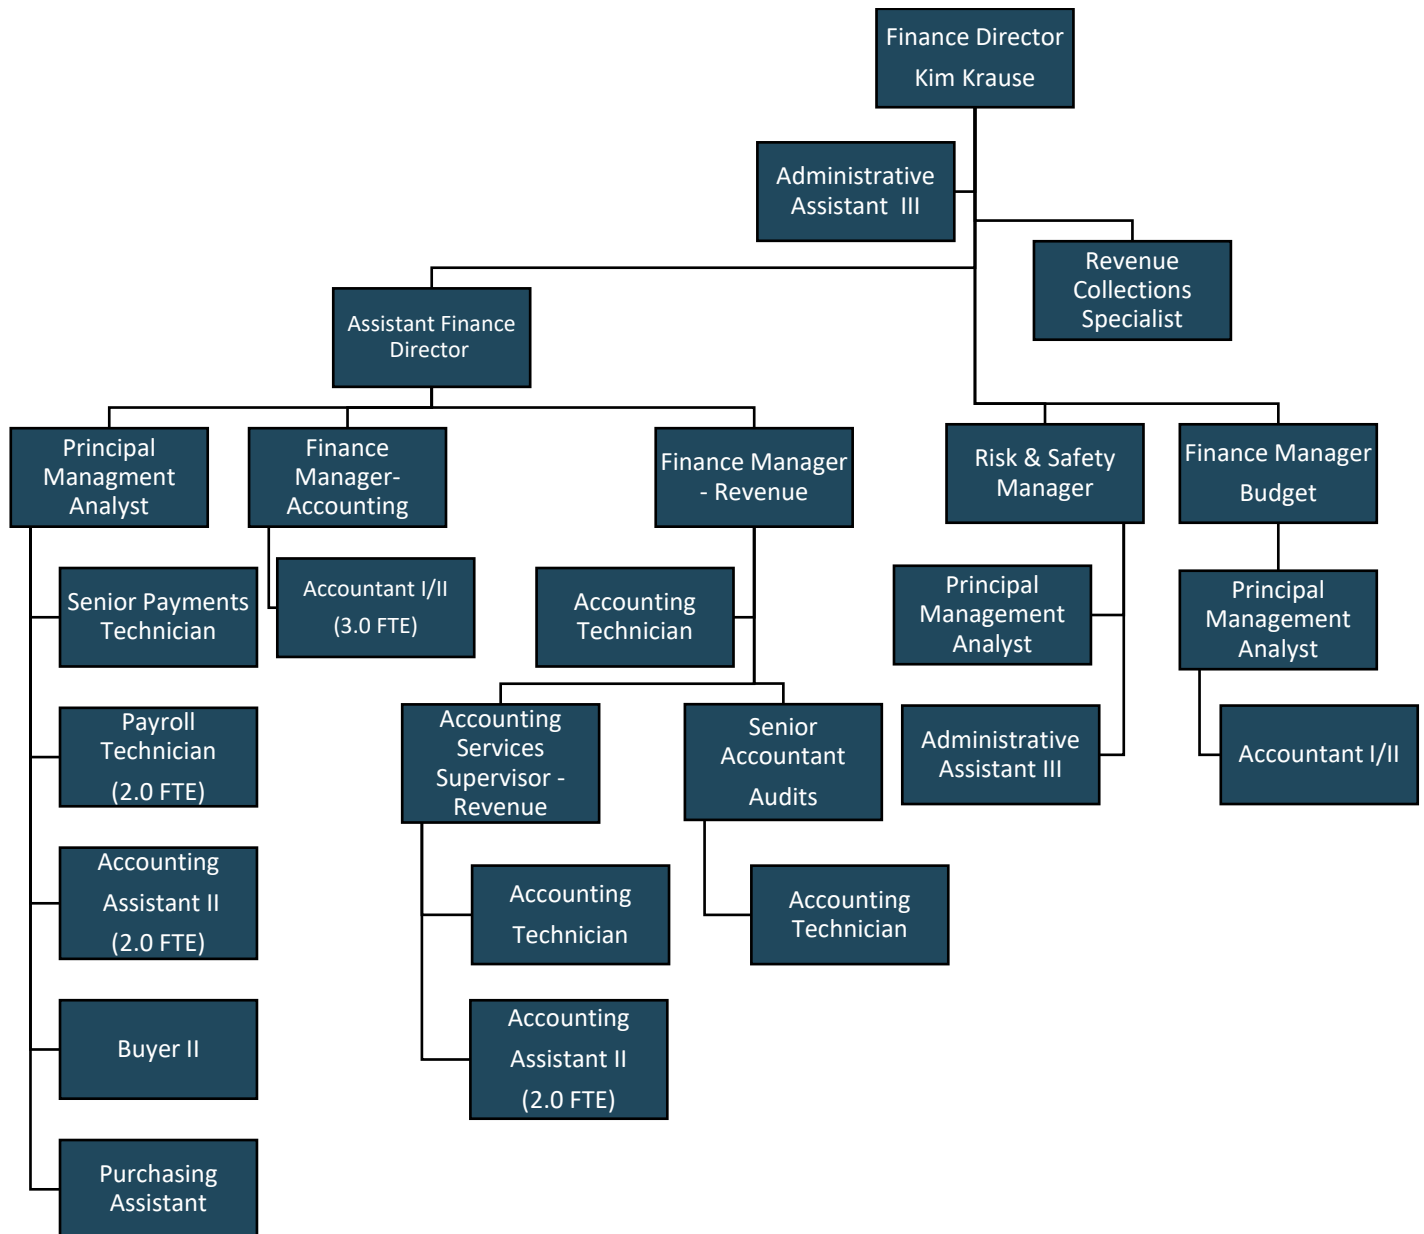 Finance Director
Kim Krause
Administrative
Assistant III
Revenue
Collections
Specialist
Assistant Finance
Director
Principal
Managment
Analyst
Finance
Manager-
Accounting
Finance Manager
- Revenue
Risk & Safety
Manager
Finance Manager
Budget
Senior Payments
Technician
Accountant I/II
(3.0 FTE)
Accounting
Technician
Principal
Management
Analyst
Principal
Management
Analyst
Payroll
Technician
(2.0 FTE)
Accounting
Services
Supervisor -
Revenue
Senior
Accountant
Audits
Administrative
Assistant III
Accountant I/II
Accounting
Assistant II
(2.0 FTE)
Accounting
Technician
Accounting
Technician
Buyer II
Accounting
Assistant II
(2.0 FTE)
Purchasing
Assistant